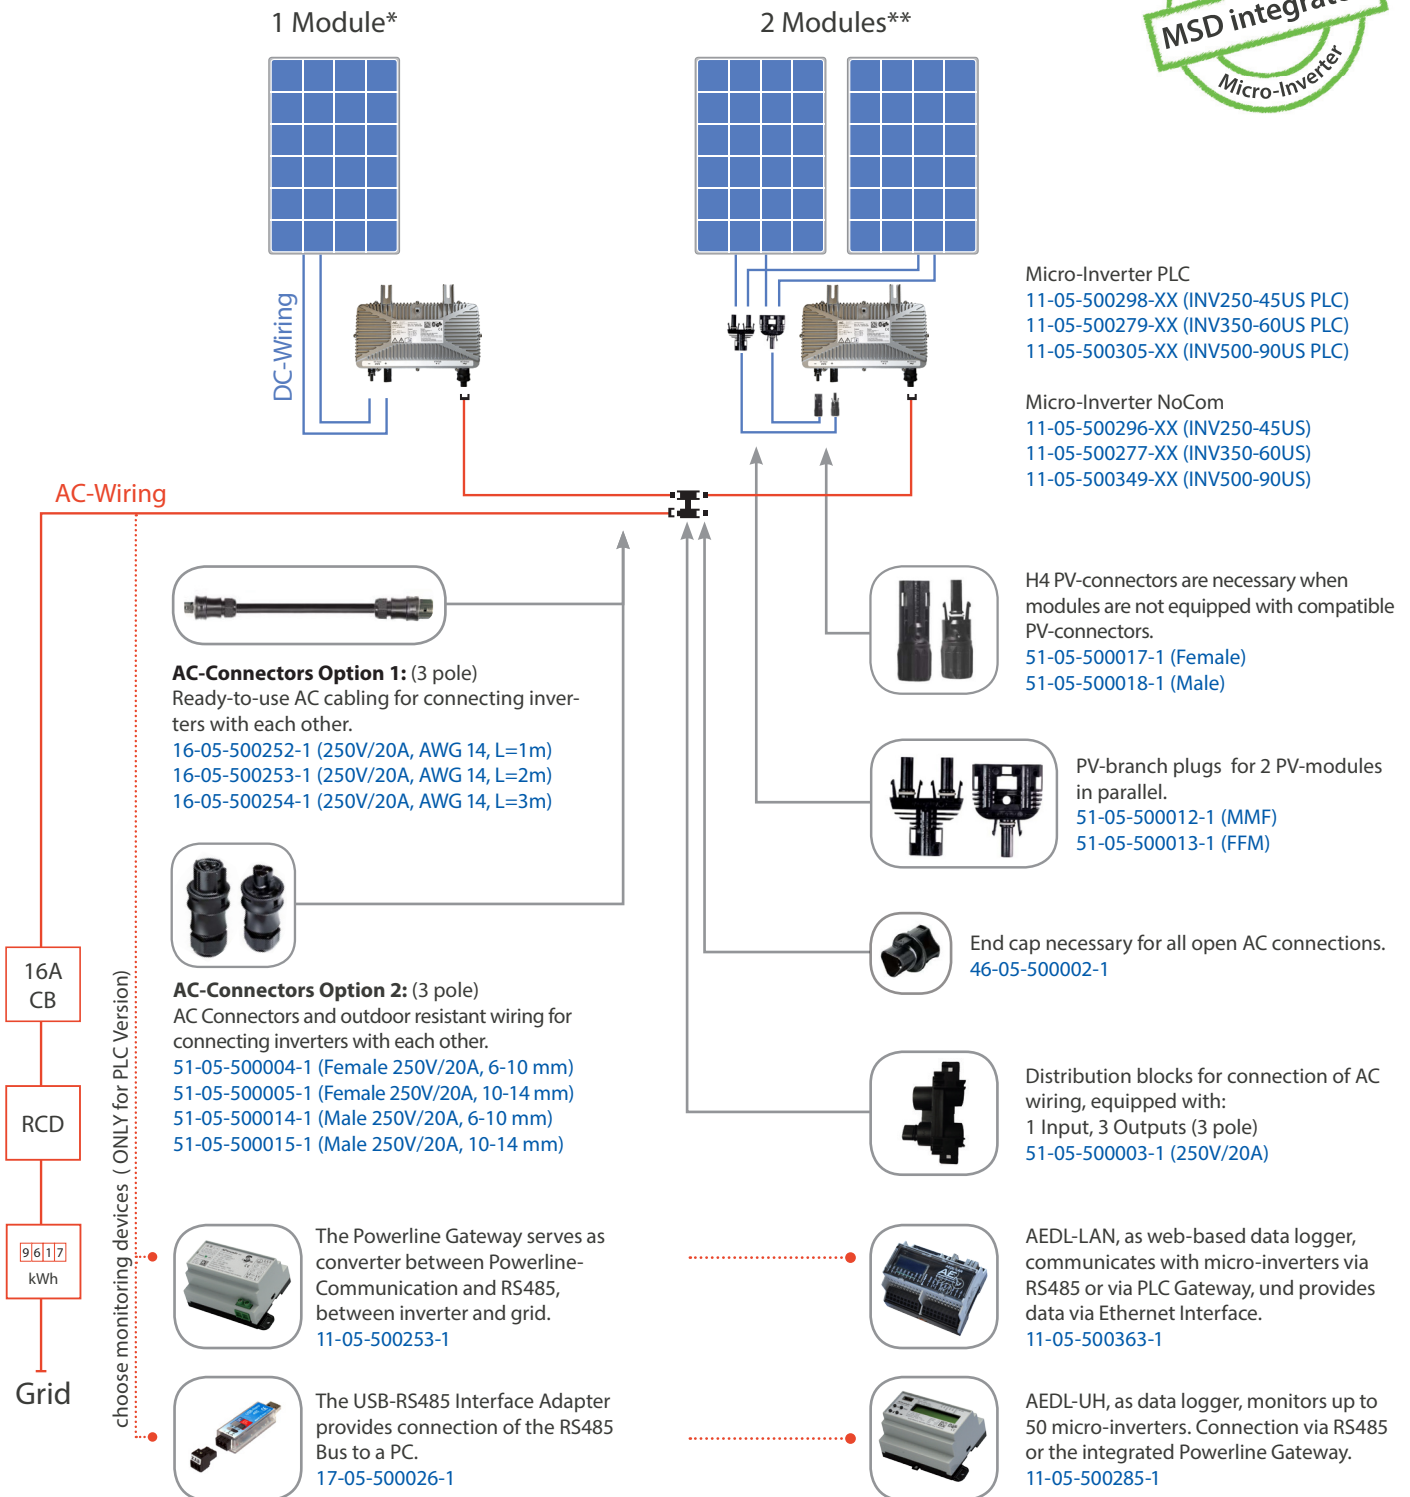 1 Module*
2 Modules**
MSD integrate
Micro-Inverter
DC-Wiring
Micro-Inverter PLC
11-05-500298-XX (INV250-45US PLC)
11-05-500279-XX (INV350-60US PLC)
11-05-500305-XX (INV500-90US PLC)
Micro-Inverter NoCom
11-05-500296-XX (INV250-45US)
11-05-500277-XX (INV350-60US)
11-05-500349-XX (INV500-90US)
AC-Wiring
H4 PV-connectors are necessary when
modules are not equipped with compatible
PV-connectors.
51-05-500017-1 (Female)
51-05-500018-1 (Male)
AC-Connectors Option 1: (3 pole)
Ready-to-use AC cabling for connecting inver-
ters with each other.
16-05-500252-1 (250V/20A, AWG 14, L=1m)
16-05-500253-1 (250V/20A, AWG 14, L=2m)
16-05-500254-1 (250V/20A, AWG 14, L=3m)
PV-branch plugs for 2 PV-modules
in parallel.
51-05-500012-1 (MMF)
51-05-500013-1 (FFM)
End cap necessary for all open AC connections.
46-05-500002-1
AC-Connectors Option 2: (3 pole)
AC Connectors and outdoor resistant wiring for
connecting inverters with each other.
51-05-500004-1 (Female 250V/20A, 6-10 mm)
51-05-500005-1 (Female 250V/20A, 10-14 mm)
51-05-500014-1 (Male 250V/20A, 6-10 mm)
51-05-500015-1 (Male 250V/20A, 10-14 mm)
Distribution blocks for connection of AC
wiring, equipped with:
1 Input, 3 Outputs (3 pole)
51-05-500003-1 (250V/20A)
16A
CB
RCD
9617
kWh
Grid
choose monitoring devices ( ONLY for PLC Version)
The Powerline Gateway serves as
converter between Powerline-
Communication and RS485,
between inverter and grid.
11-05-500253-1
AEDL-LAN, as web-based data logger,
communicates with micro-inverters via
RS485 or via PLC Gateway, und provides
data via Ethernet Interface.
11-05-500363-1
The USB-RS485 Interface Adapter
provides connection of the RS485
Bus to a PC.
17-05-500026-1
AEDL-UH, as data logger, monitors up to
50 micro-inverters. Connection via RS485
or the integrated Powerline Gateway.
11-05-500285-1